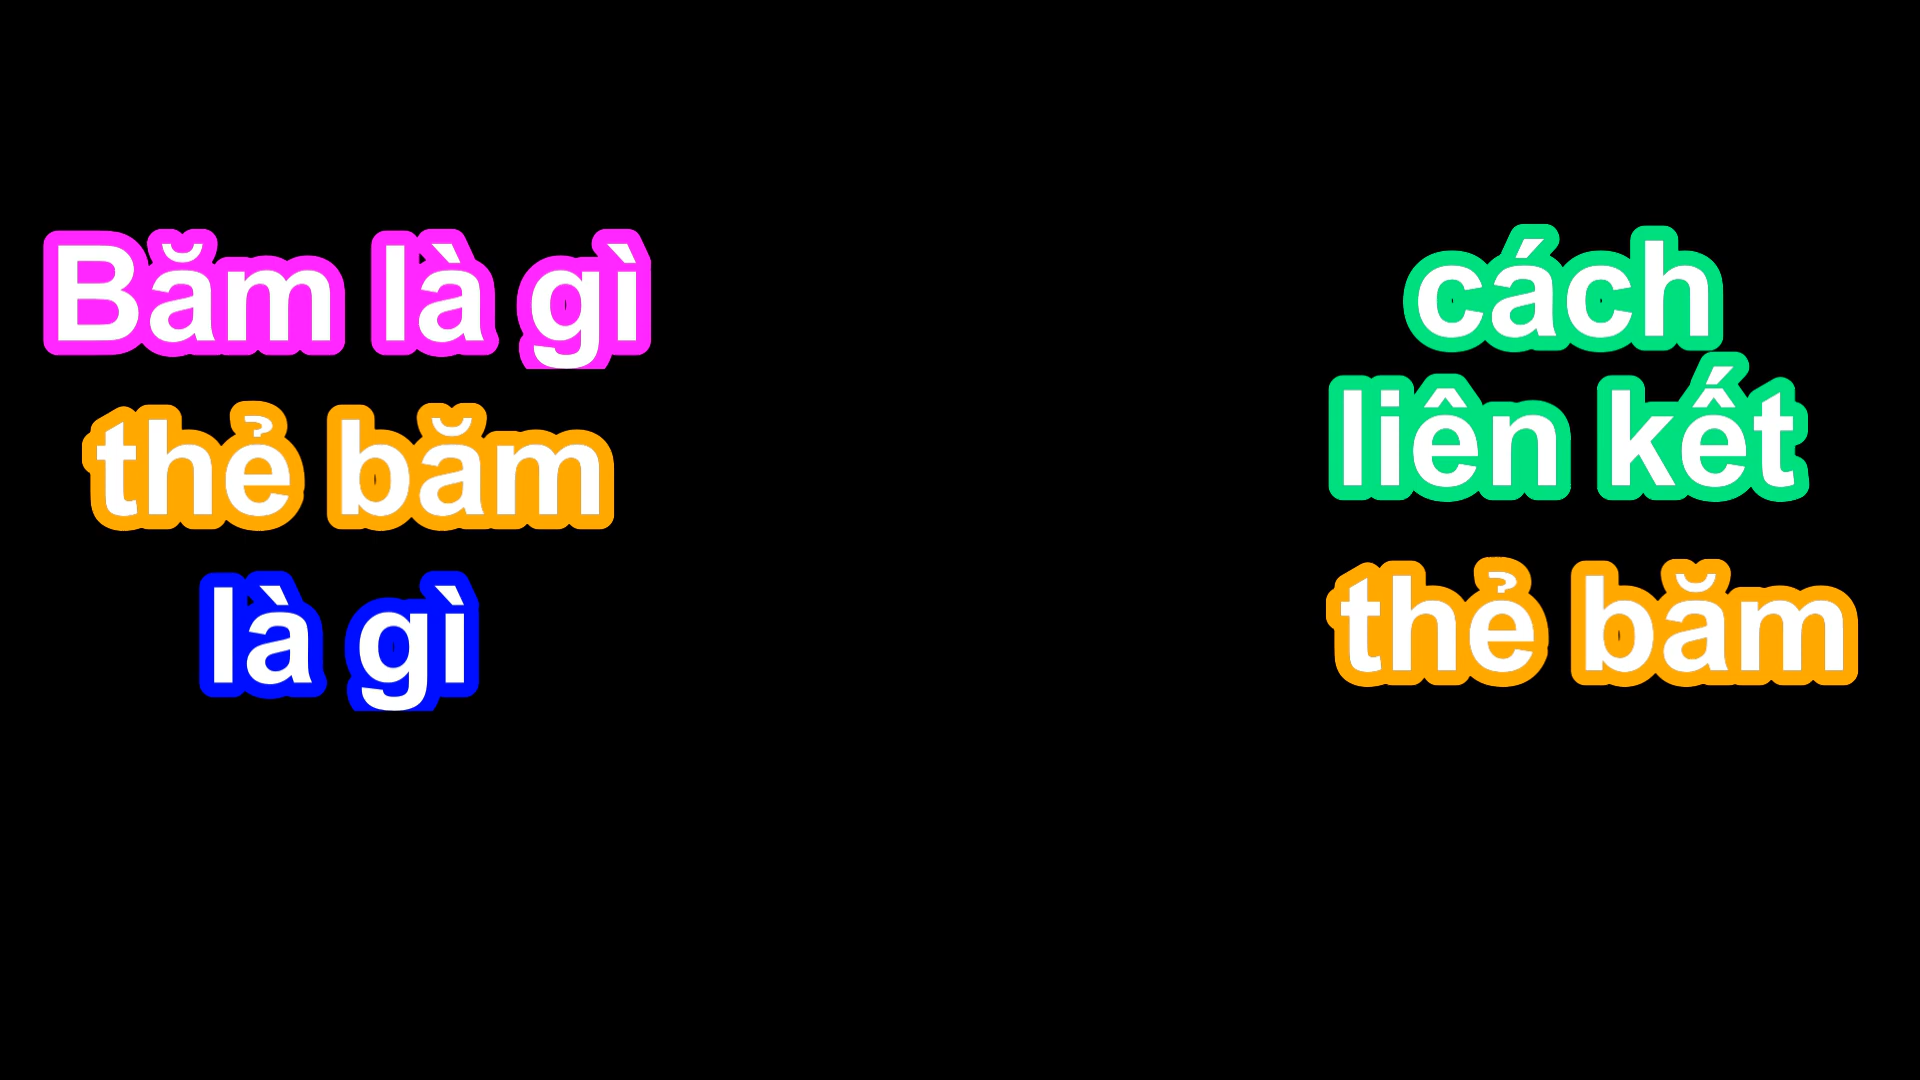 Băm là gì
thẻ băm
là gì
cách
liên kết
thẻ băm